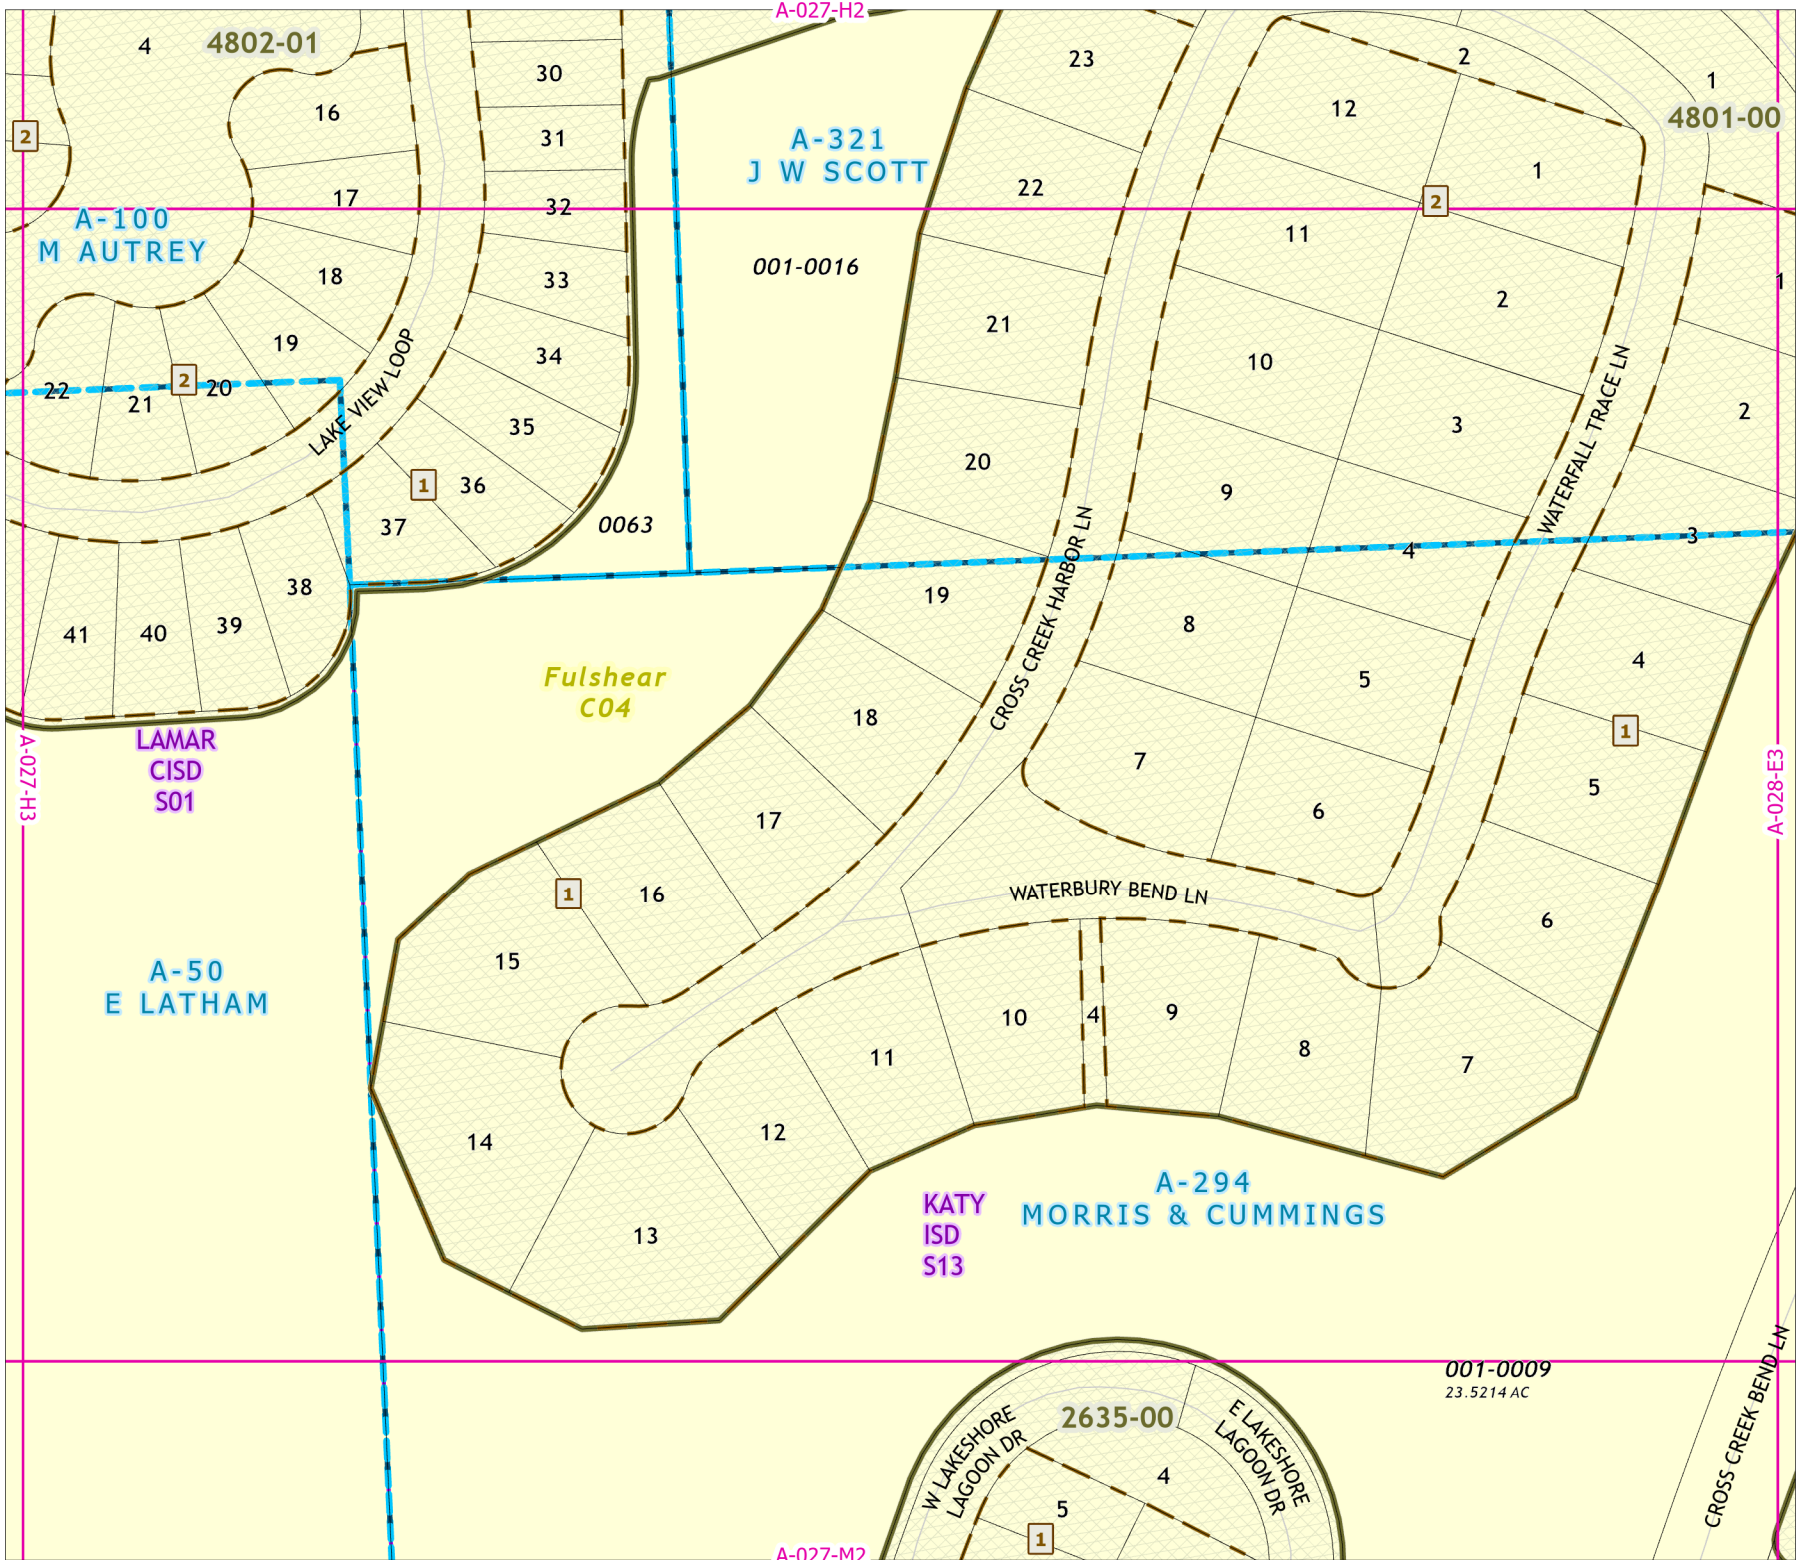 A-027-H2
4
4802-01
30
23
2
1
12
4801-00
16
31
2
A-321
J W SCOTT
1
22
17
32
2
A-100
M AUTREY
11
18
33
001-0016
2
1
19
34
21
10
22
2
20
21
LAKE VIEW LOOP
35
3
2
WATERFALL TRACE LN
20
1
36
9
37
0063
4
3
CROSS CREEK HARBOR LN
38
19
8
41
40
39
4
Fulshear
C04
5
18
1
LAMAR
CISD
S01
A-027-H3
A-028-E3
7
5
17
6
1
16
WATERBURY BEND LN
6
15
A-50
E LATHAM
10
4
9
8
11
7
14
12
A-294
MORRIS & CUMMINGS
KATY
ISD
S13
13
001-0009
23.5214 AC
CROSS CREEK BEND LN
2635-00
W LAKESHORE
LAGOON DR
E LAKESHORE
LAGOON DR
4
5
1
A-027-M2